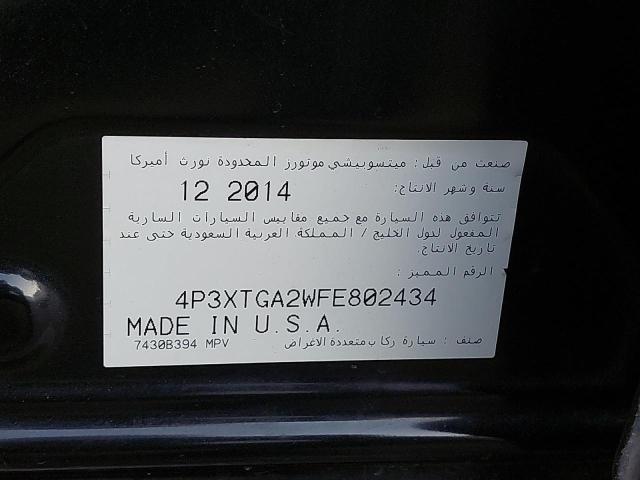 صنعت من قبل: ميتسوبيشي موتورز المحدودة نورث أميركا
سنة وشهر الانتاج: 12 2014
تتوافق هذه السيارة مع جميع مقاييس السيارات السارية
المفعول لدول الخليج / المملكة العربية السعودية حتى عند
تاريخ الانتاج.
الرقم المميز:
4P3XTGA2WFE802434
MADE IN U.S.A.
صنف: سيارة ركاب متعددة الاغراض 7430B394 MPV